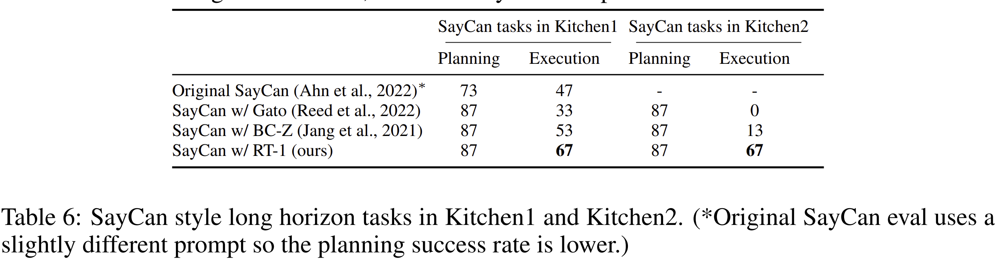 SayCan tasks in Kitchen1 SayCan tasks in Kitchen2
Planning Execution Planning Execution
Original SayCan (Ahn et al., 2022)* 73 47 - -
SayCan w/ Gato (Reed et al., 2022) 87 33 87 0
SayCan w/ BC-Z (Jang et al., 2021) 87 53 87 13
SayCan w/ RT-1 (ours) 87 67 87 67
Table 6: SayCan style long horizon tasks in Kitchen1 and Kitchen2. (*Original SayCan eval uses a
slightly different prompt so the planning success rate is lower.)